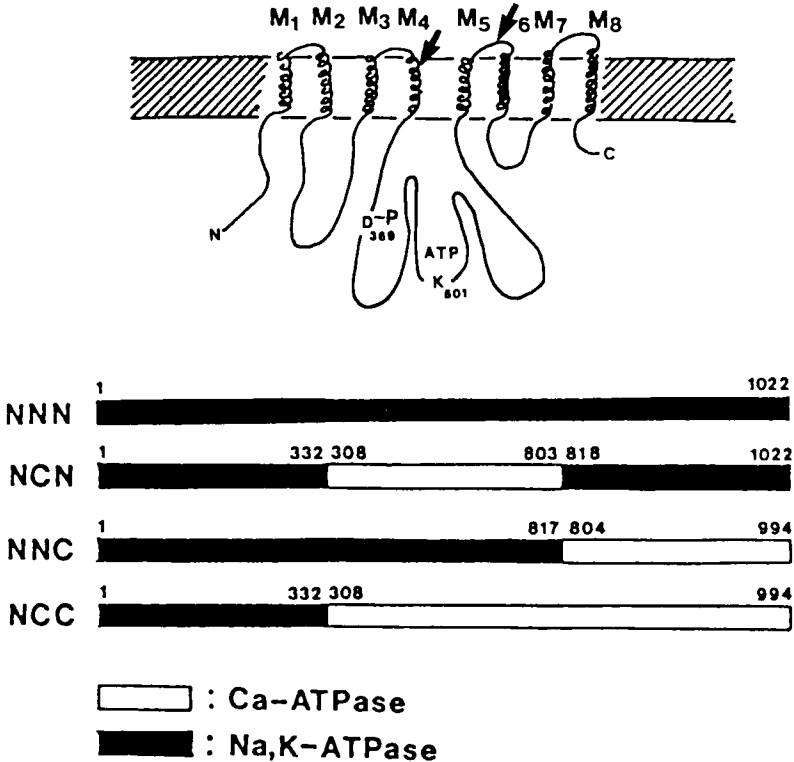 M1 M2 M3 M4 M5 6 M7 M8
N
C
D-P
369
ATP
K501
1 1022
NNN
1 332 308 803 818 1022
NCN
1 817 804 994
NNC
1 332 308 994
NCC
: Ca-ATPase
: Na,K-ATPase